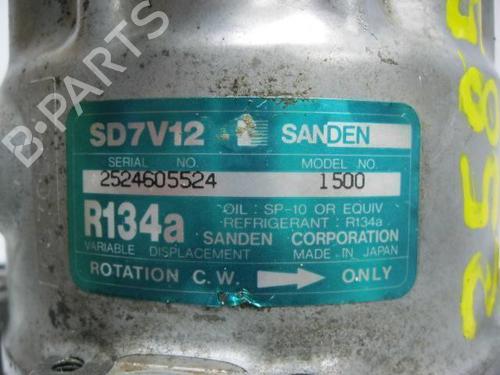 B-PARTS
SD7V12 SANDEN
SERIAL NO. MODEL NO.
2524605524 1500
R134a OIL : SP-10 OR EQUIV
REFRIGERANT : R134a
VARIABLE DISPLACEMENT SANDEN CORPORATION
MADE IN JAPAN
ROTATION C.W. ONLY